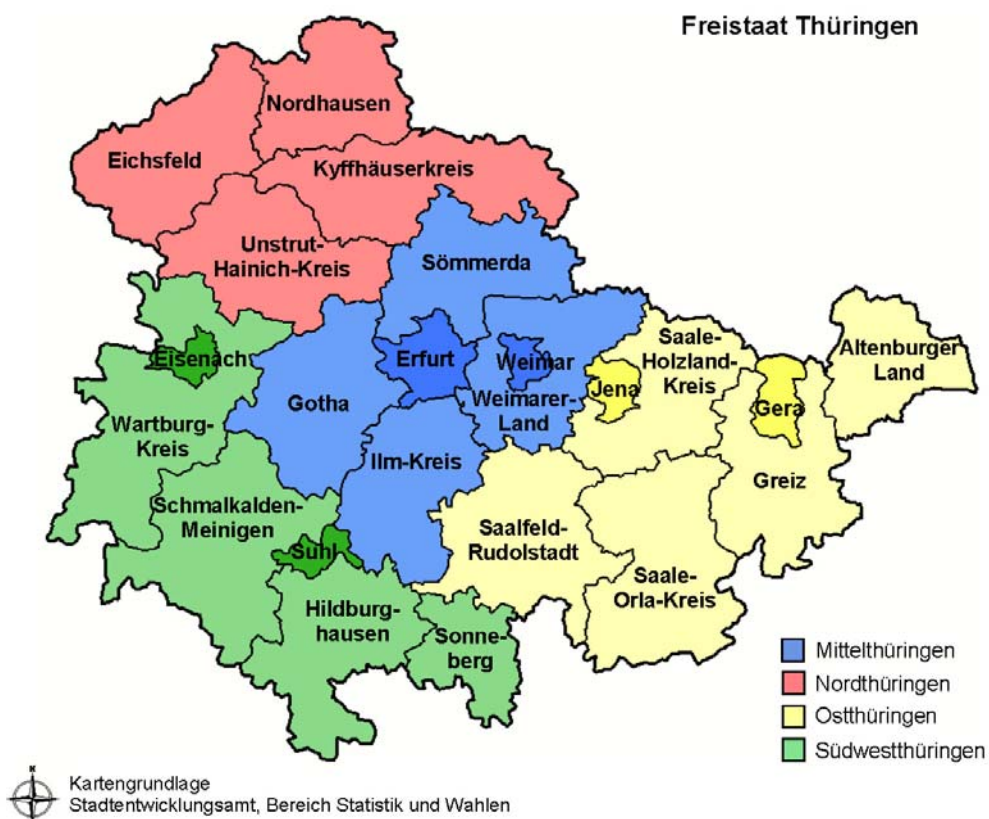 Freistaat Thüringen
Nordhausen
Eichsfeld
Kyffhäuserkreis
Unstrut-
Hainich-Kreis
Sömmerda
Eisenach
Erfurt
Weimar
Saale-
Holzland-
Kreis
Altenburger
Land
Jena
Gera
Gotha
Weimarer-
Land
Wartburg-
Kreis
Ilm-Kreis
Greiz
Schmalkalden-
Meinigen
Saalfeld-
Rudolstadt
Suhl
Saale-
Orla-Kreis
Hildburg-
hausen
Sonne-
berg
Mittelthüringen
Nordthüringen
Ostthüringen
Südwestthüringen
N
Kartengrundlage
Stadtentwicklungsamt, Bereich Statistik und Wahlen